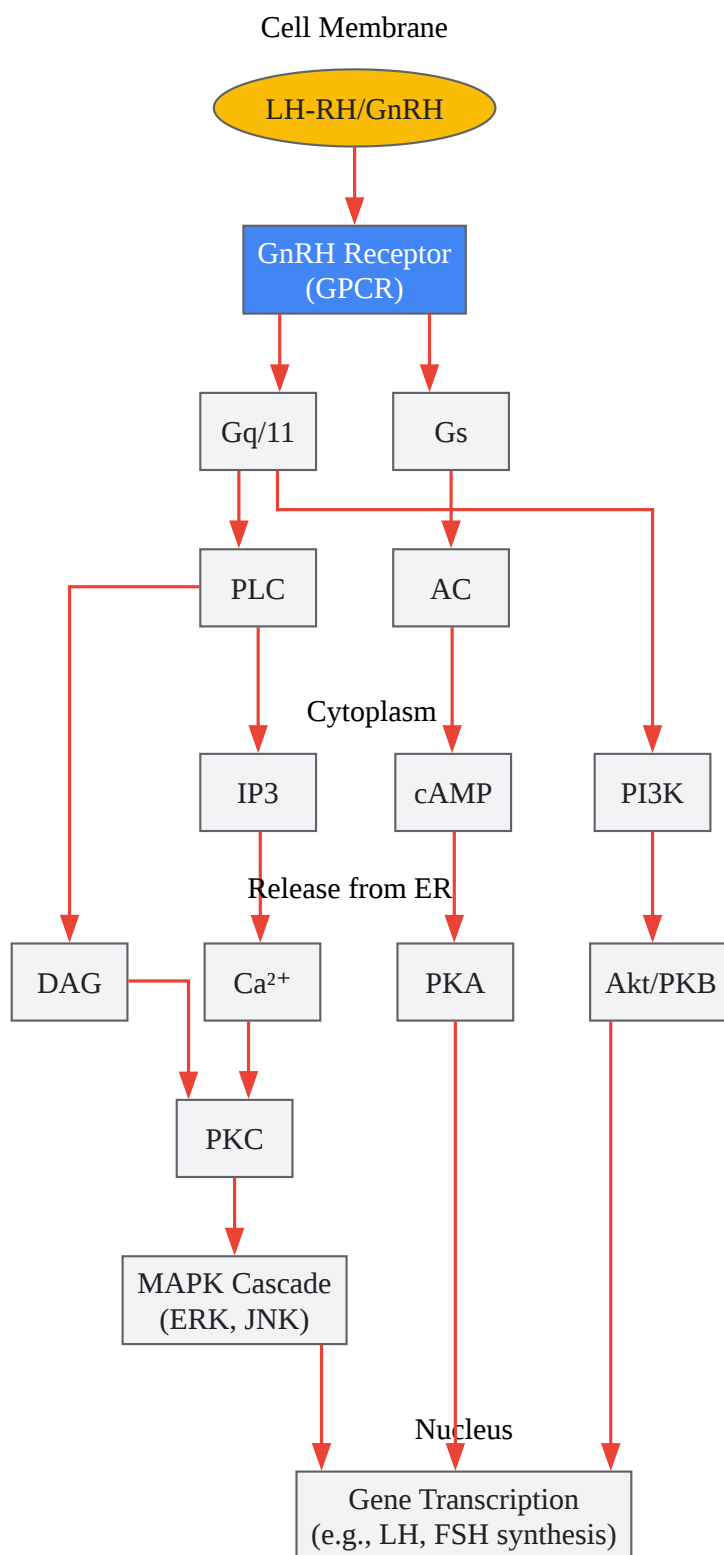 Cell Membrane
LH-RH/GnRH
GnRH Receptor
(GPCR)
Gq/11
Gs
PLC
AC
Cytoplasm
IP3
cAMP
PI3K
Release from ER
DAG
Ca²⁺
PKA
Akt/PKB
PKC
MAPK Cascade
(ERK, JNK)
Nucleus
Gene Transcription
(e.g., LH, FSH synthesis)